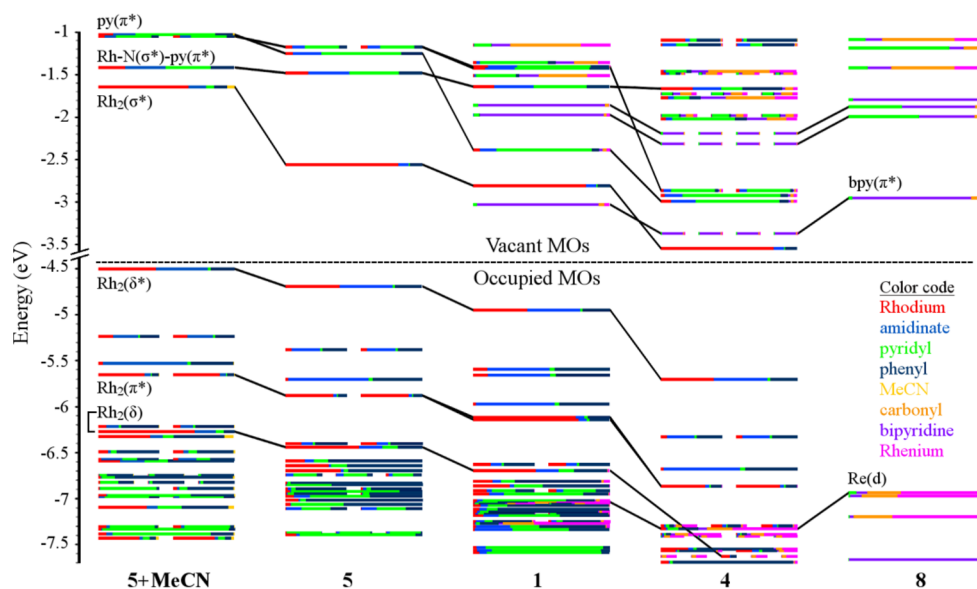 py(π*)
Rh-N(σ*)-py(π*)
Rh₂(σ*)
bpy(π*)
Vacant MOs
Occupied MOs
Rh₂(δ*)
Rh₂(π*)
Rh₂(δ)
Re(d)
Color code
Rhodium
amidinate
pyridyl
phenyl
MeCN
carbonyl
bipyridine
Rhenium
Energy (eV)
-1
-1.5
-2
-2.5
-3
-3.5
-4.5
-5
-5.5
-6
-6.5
-7
-7.5
5+MeCN 5 1 4 8